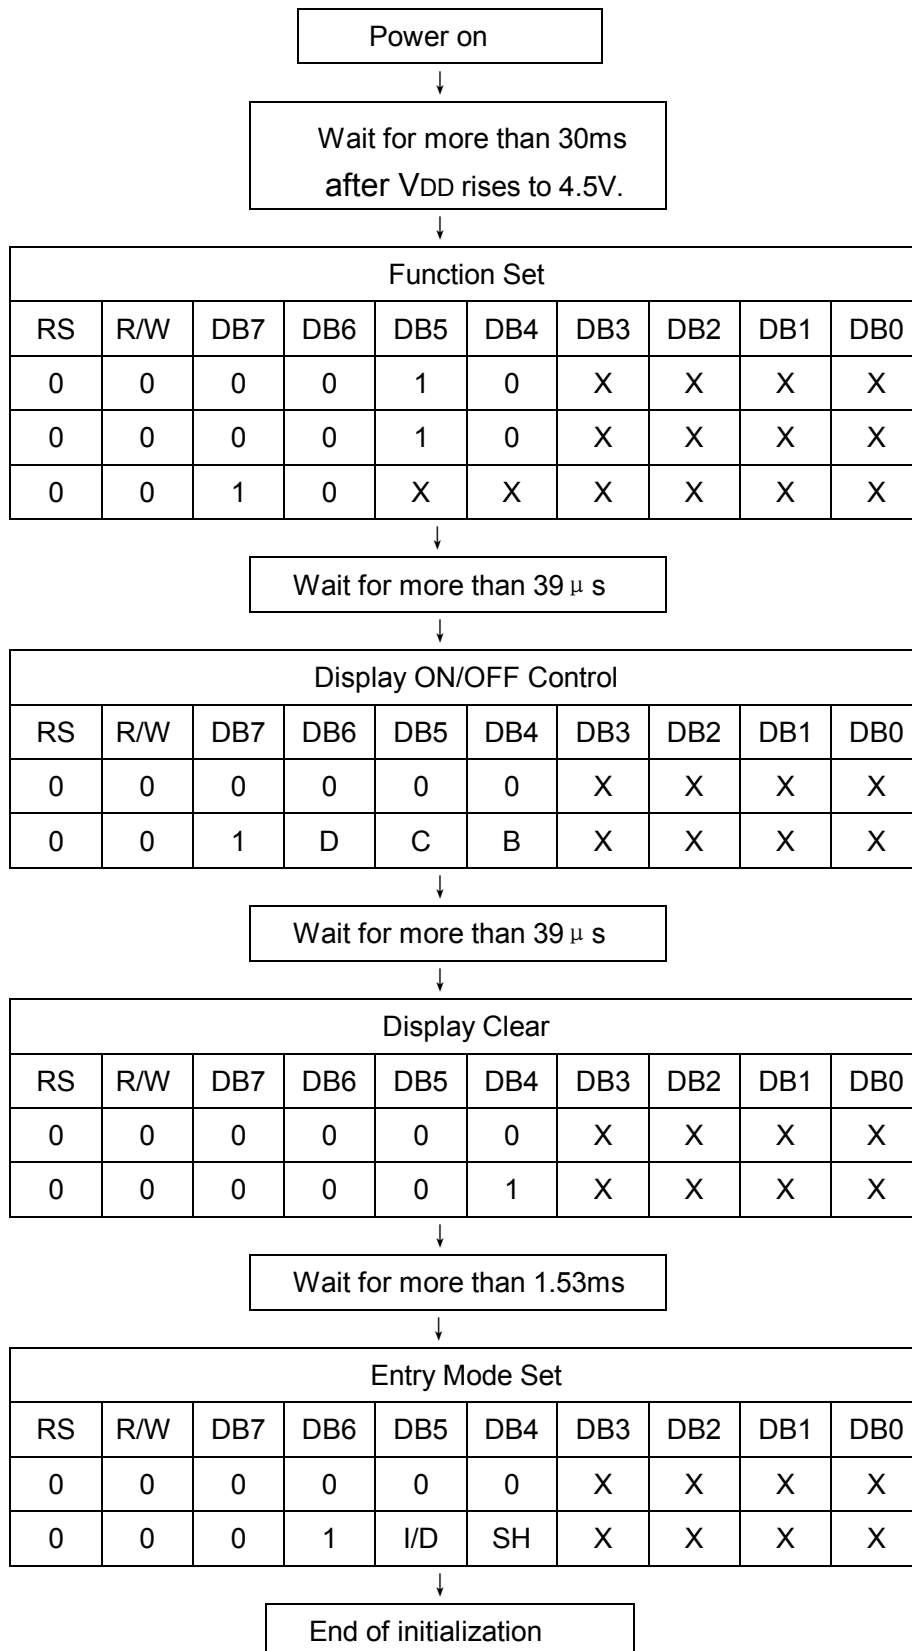 Power on
↓
Wait for more than 30ms
after VDD rises to 4.5V.
↓
Function Set
RS R/W DB7 DB6 DB5 DB4 DB3 DB2 DB1 DB0
0 0 0 0 1 0 X X X X
0 0 0 0 1 0 X X X X
0 0 1 0 X X X X X X
↓
Wait for more than 39μs
↓
Display ON/OFF Control
RS R/W DB7 DB6 DB5 DB4 DB3 DB2 DB1 DB0
0 0 0 0 0 0 X X X X
0 0 1 D C B X X X X
↓
Wait for more than 39μs
↓
Display Clear
RS R/W DB7 DB6 DB5 DB4 DB3 DB2 DB1 DB0
0 0 0 0 0 0 X X X X
0 0 0 0 0 1 X X X X
↓
Wait for more than 1.53ms
↓
Entry Mode Set
RS R/W DB7 DB6 DB5 DB4 DB3 DB2 DB1 DB0
0 0 0 0 0 0 X X X X
0 0 0 1 I/D SH X X X X
↓
End of initialization